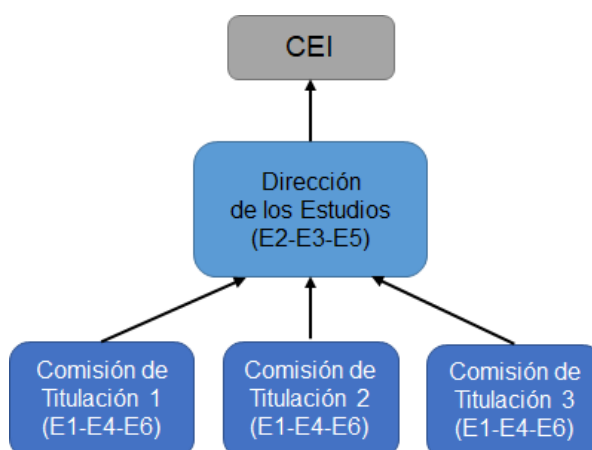 CEI
Dirección
de los Estudios
(E2-E3-E5)
Comisión de
Titulación 1
(E1-E4-E6)
Comisión de
Titulación 2
(E1-E4-E6)
Comisión de
Titulación 3
(E1-E4-E6)